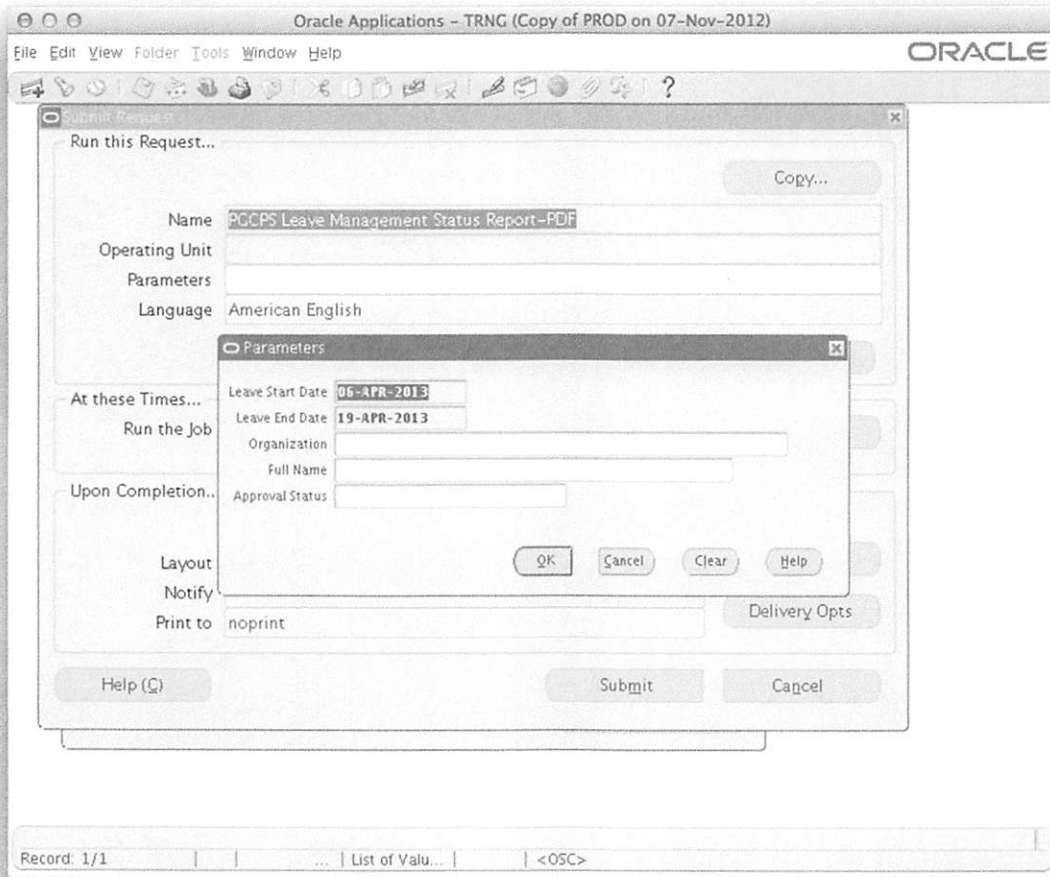 Oracle Applications - TRNG (Copy of PROD on 07-Nov-2012)
File Edit View Folder Tools Window Help
ORACLE
?
Submit Request
Run this Request...
Copy...
Name PGCPS Leave Management Status Report-PDF
Operating Unit
Parameters
Language American English
Parameters
Leave Start Date 06-APR-2013
Leave End Date 19-APR-2013
Organization
Full Name
Approval Status
OK Cancel Clear Help
At these Times...
Run the Job
Upon Completion..
Layout
Notify
Print to noprint
Delivery Opts
Help (C)
Submit Cancel
Record: 1/1 ... List of Valu... <OSC>